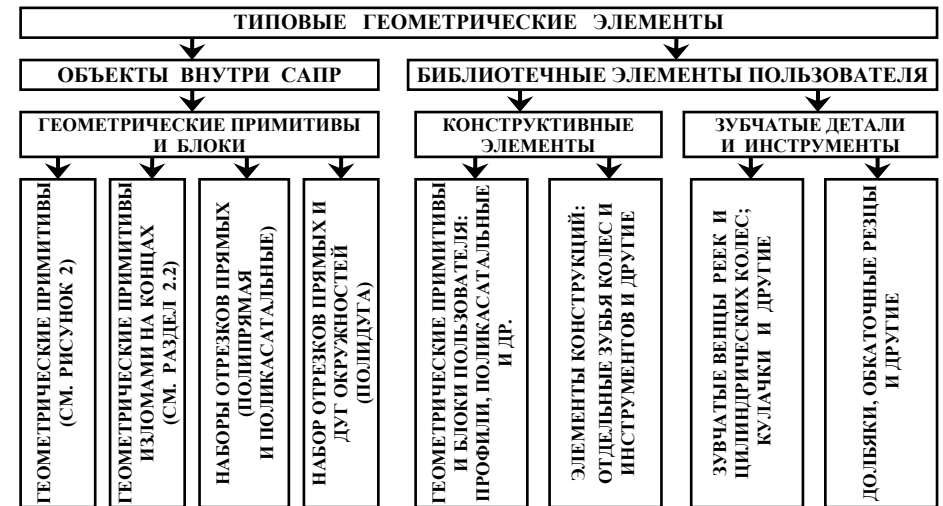 ТИПОВЫЕ ГЕОМЕТРИЧЕСКИЕ ЭЛЕМЕНТЫ
ОБЪЕКТЫ ВНУТРИ САПР
БИБЛИОТЕЧНЫЕ ЭЛЕМЕНТЫ ПОЛЬЗОВАТЕЛЯ
ГЕОМЕТРИЧЕСКИЕ ПРИМИТИВЫ
И БЛОКИ
КОНСТРУКТИВНЫЕ
ЭЛЕМЕНТЫ
ЗУБЧАТЫЕ ДЕТАЛИ
И ИНСТРУМЕНТЫ
ГЕОМЕТРИЧЕСКИЕ ПРИМИТИВЫ
(СМ. РИСУНОК 2)
ГЕОМЕТРИЧЕСКИЕ ПРИМИТИВЫ
ИЗЛОМАМИ НА КОНЦАХ
(СМ. РАЗДЕЛ 2.2)
НАБОРЫ ОТРЕЗКОВ ПРЯМЫХ
(ПОЛИПРЯМАЯ
И ПОЛИКАСАТАЛЬНЫЕ)
НАБОР ОТРЕЗКОВ ПРЯМЫХ И
ДУГ ОКРУЖНОСТЕЙ
(ПОЛИДУГА)
ГЕОМЕТРИЧЕСКИЕ ПРИМИТИВЫ
И БЛОКИ ПОЛЬЗОВАТЕЛЯ:
ПРОФИЛИ, ПОЛИКАСАТАЛЬНЫЕ
И ДР.
ЭЛЕМЕНТЫ КОНСТРУКЦИЙ:
ОТДЕЛЬНЫЕ ЗУБЬЯ КОЛЕС И
ИНСТРУМЕНТОВ И ДРУГИЕ
ЗУБЧАТЫЕ ВЕНЦЫ РЕЕК И
ЦИЛИНДРИЧЕСКИХ КОЛЕС;
КУЛАЧКИ И ДРУГИЕ
ДОЛБЯКИ, ОБКАТОЧНЫЕ РЕЗЦЫ
И ДРУГИЕ